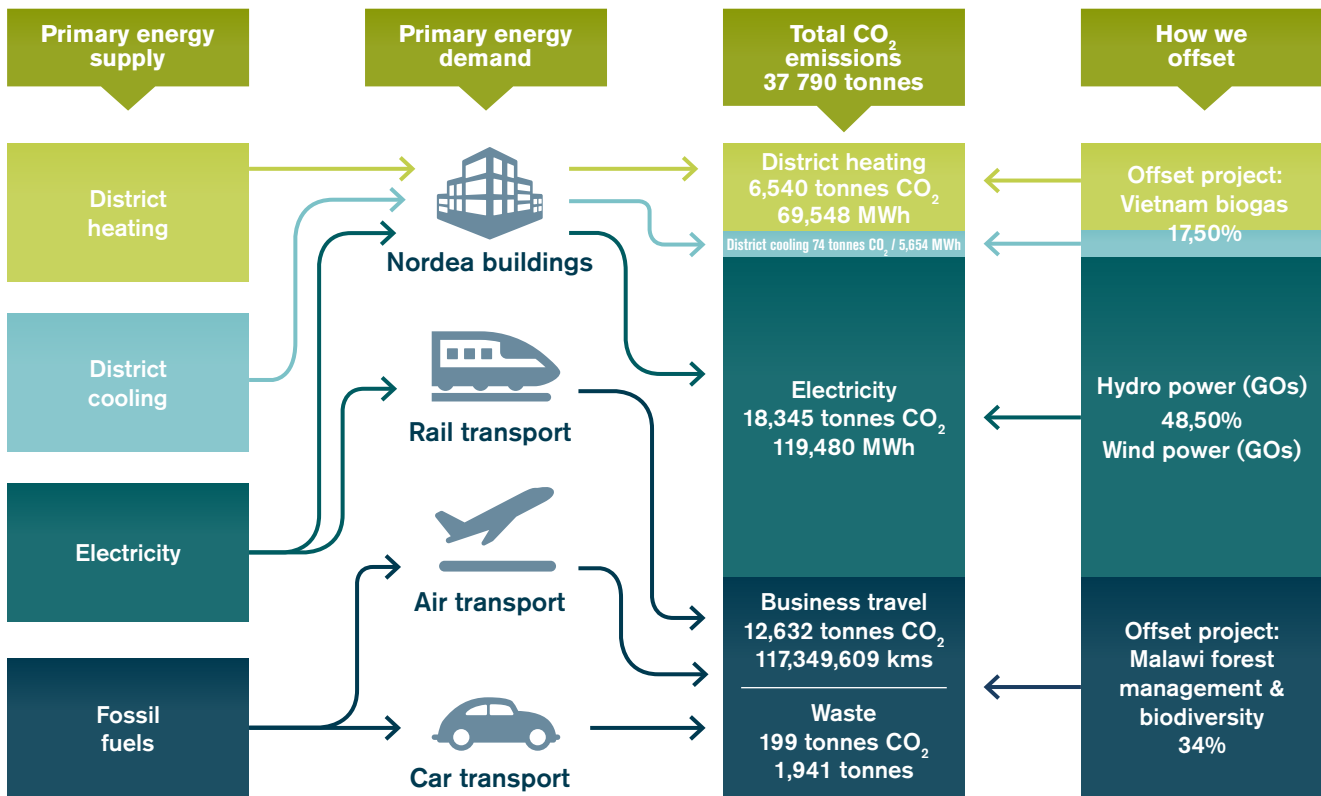 Primary energy
supply
Primary energy
demand
Total CO₂
emissions
37 790 tonnes
How we
offset
District
heating
District
cooling
Electricity
Fossil
fuels
Nordea buildings
Rail transport
Air transport
Car transport
District heating
6,540 tonnes CO₂
69,548 MWh
District cooling 74 tonnes CO₂ / 5,654 MWh
Electricity
18,345 tonnes CO₂
119,480 MWh
Business travel
12,632 tonnes CO₂
117,349,609 kms
Waste
199 tonnes CO₂
1,941 tonnes
Offset project:
Vietnam biogas
17,50%
Hydro power (GOs)
48,50%
Wind power (GOs)
Offset project:
Malawi forest
management &
biodiversity
34%